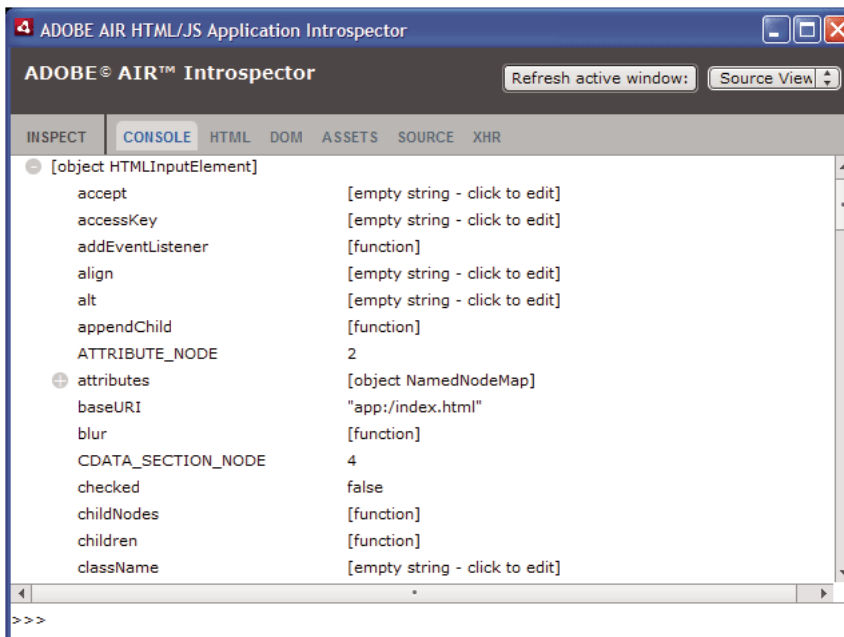 ADOBE AIR HTML/JS Application Introspector
ADOBE© AIR™ Introspector Refresh active window: Source View
INSPECT CONSOLE HTML DOM ASSETS SOURCE XHR
[object HTMLInputElement]
accept [empty string - click to edit]
accessKey [empty string - click to edit]
addEventListener [function]
align [empty string - click to edit]
alt [empty string - click to edit]
appendChild [function]
ATTRIBUTE_NODE 2
attributes [object NamedNodeMap]
baseURI "app:/index.html"
blur [function]
CDATA_SECTION_NODE 4
checked false
childNodes [function]
children [function]
className [empty string - click to edit]
>>>